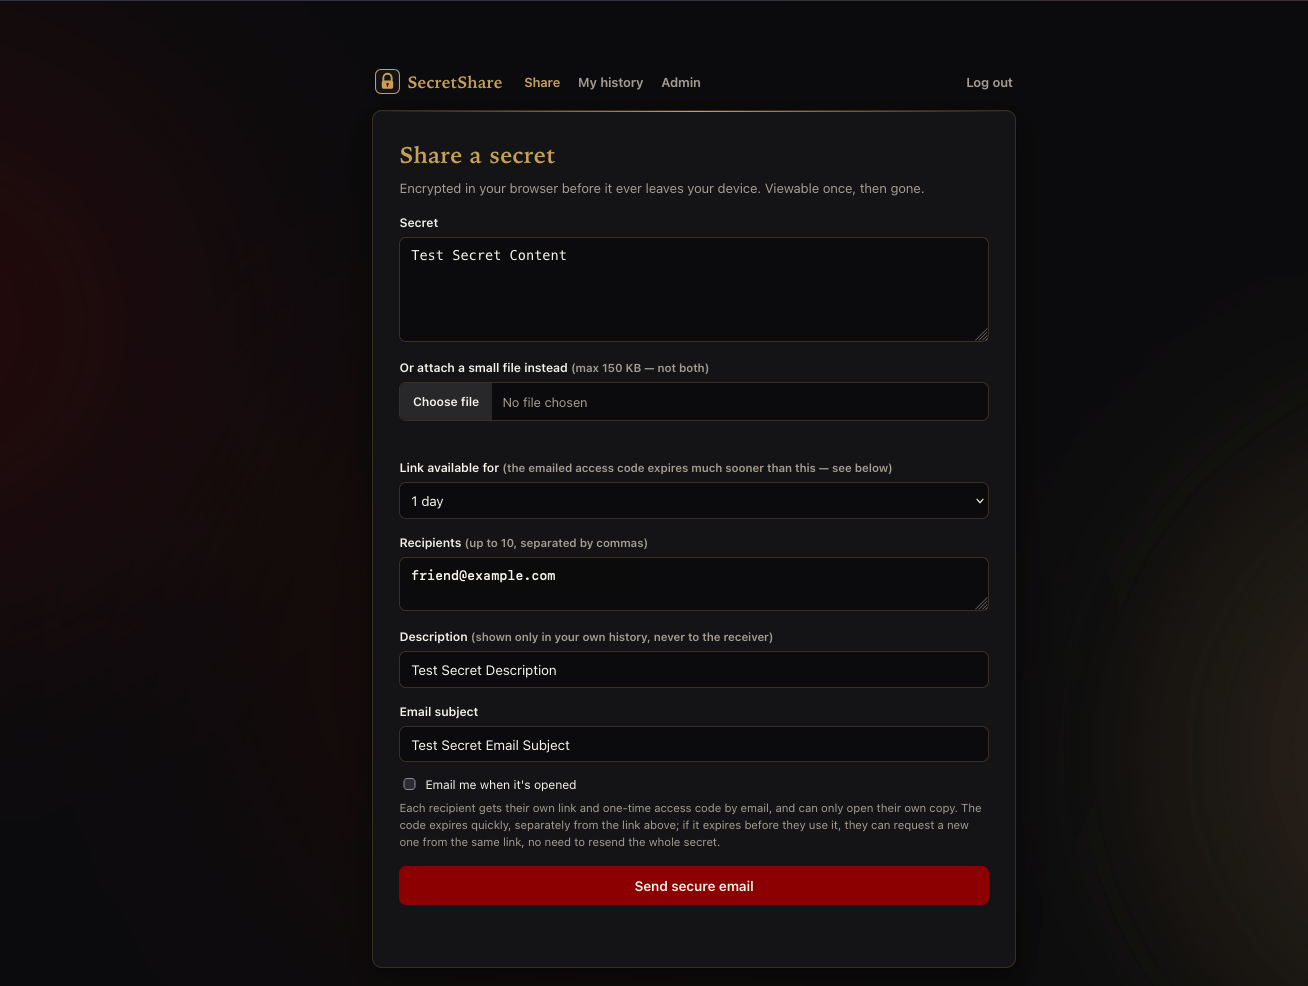 SecretShare Share My history Admin Log out
Share a secret
Encrypted in your browser before it ever leaves your device. Viewable once, then gone.
Secret
Test Secret Content
Or attach a small file instead (max 150 KB — not both)
Choose file No file chosen
Link available for (the emailed access code expires much sooner than this — see below)
1 day
Recipients (up to 10, separated by commas)
friend@example.com
Description (shown only in your own history, never to the receiver)
Test Secret Description
Email subject
Test Secret Email Subject
Email me when it's opened
Each recipient gets their own link and one-time access code by email, and can only open their own copy. The
code expires quickly, separately from the link above; if it expires before they use it, they can request a new
one from the same link, no need to resend the whole secret.
Send secure email